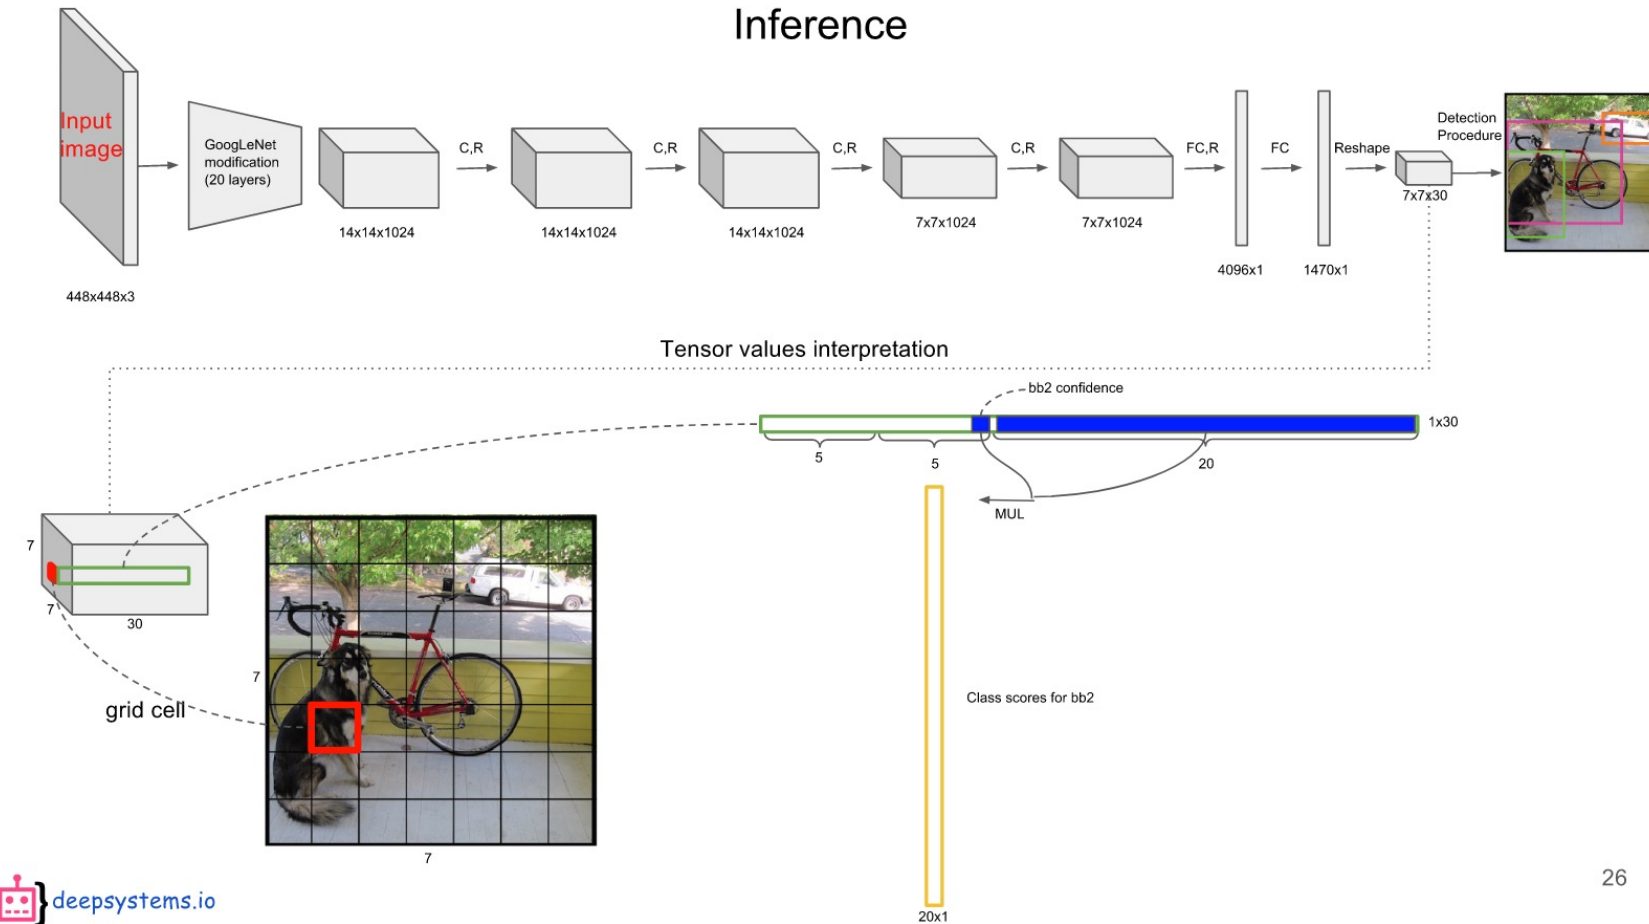 Inference
Input
image
GoogLeNet
modification
(20 layers)
C,R
C,R
C,R
C,R
FC,R
FC
Reshape
Detection
Procedure
448x448x3
14x14x1024
14x14x1024
14x14x1024
7x7x1024
7x7x1024
4096x1
1470x1
7x7x30
Tensor values interpretation
bb2 confidence
1x30
5
5
20
MUL
7
7
30
grid cell
7
7
Class scores for bb2
20x1
deepsystems.io
26